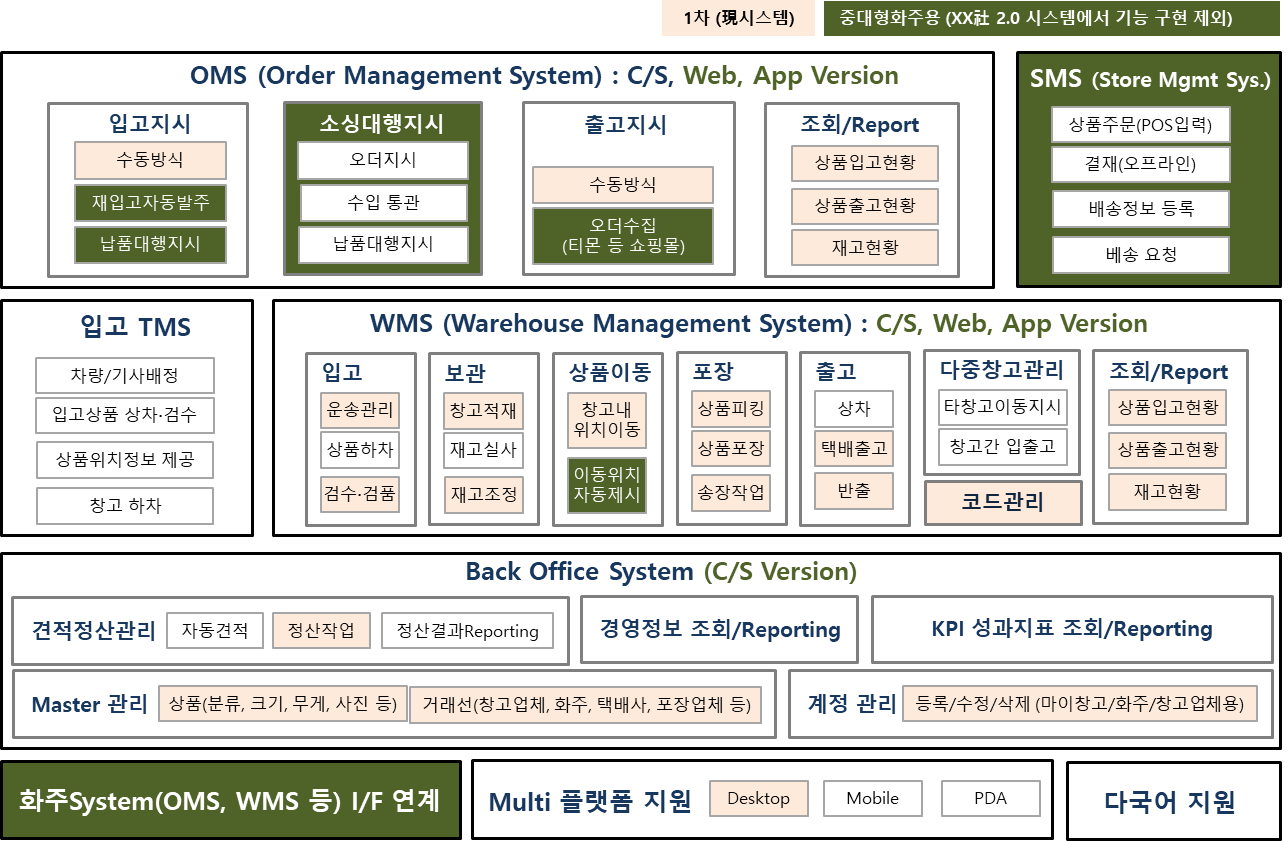 1차 (現시스템)
중대형화주용 (XX社 2.0 시스템에서 기능 구현 제외)
OMS (Order Management System) : C/S, Web, App Version
입고지시
수동방식
재입고자동발주
납품대행지시
소싱대행지시
오더지시
수입 통관
납품대행지시
출고지시
수동방식
오더수집
(티몬 등 쇼핑몰)
조회/Report
상품입고현황
상품출고현황
재고현황
SMS (Store Mgmt Sys.)
상품주문(POS입력)
결재(오프라인)
배송정보 등록
베송 요청
입고 TMS
차량/기사배정
입고상품 상차·검수
상품위치정보 제공
창고 하차
WMS (Warehouse Management System) : C/S, Web, App Version
입고
운송관리
상품하차
검수·검품
보관
창고적재
재고실사
재고조정
상품이동
창고내
위치이동
이동위치
자동제시
포장
상품피킹
상품포장
송장작업
출고
상차
택배출고
반출
다중창고관리
타창고이동지시
창고간 입출고
코드관리
조회/Report
상품입고현황
상품출고현황
재고현황
Back Office System (C/S Version)
견적정산관리
자동견적
정산작업
정산결과Reporting
경영정보 조회/Reporting
KPI 성과지표 조회/Reporting
Master 관리
상품(분류, 크기, 무게, 사진 등)
거래선(창고업체, 화주, 택배사, 포장업체 등)
계정 관리
등록/수정/삭제 (마이창고/화주/창고업체용)
화주System(OMS, WMS 등) I/F 연계
Multi 플랫폼 지원
Desktop
Mobile
PDA
다국어 지원